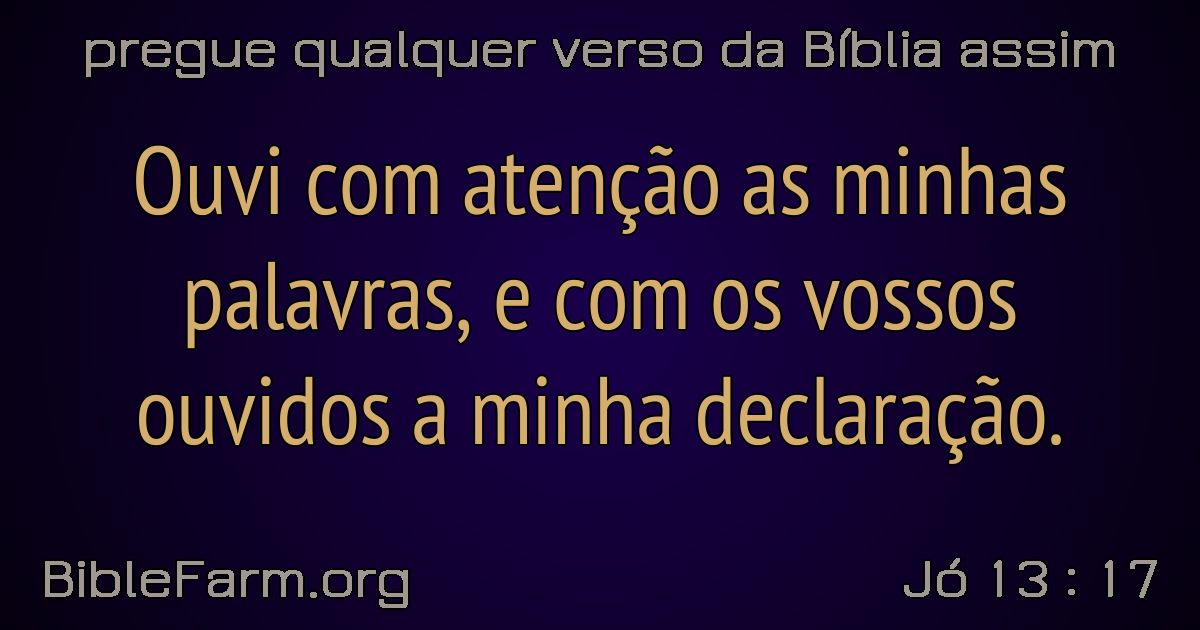 pregue qualquer verso da Bíblia assim
Ouvi com atenção as minhas
palavras, e com os vossos
ouvidos a minha declaração.
BibleFarm.org
Jó 13 : 17